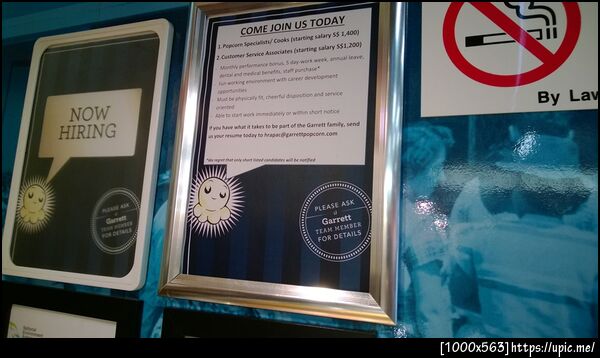 NOW
HIRING
PLEASE ASK
a
Garrett
TEAM MEMBER
FOR DETAILS
COME JOIN US TODAY
1. Popcorn Specialists/ Cooks (starting salary S$ 1,400)
2. Customer Service Associates (starting salary S$1,200)
Monthly performance bonus, 5 day work week, annual leave,
dental and medical benefits, staff purchase*
Fun working environment with career development
opportunities
Must be physically fit, cheerful disposition and service
oriented
Able to start work immediately or within short notice
If you have what it takes to be part of the Garrett family, send
us your resume today to hrapac@garrettpopcorn.com
*We regret that only short listed candidates will be notified
PLEASE ASK
a
Garrett
TEAM MEMBER
FOR DETAILS
By Law
National
Environment
[1000x563]https://upic.me/